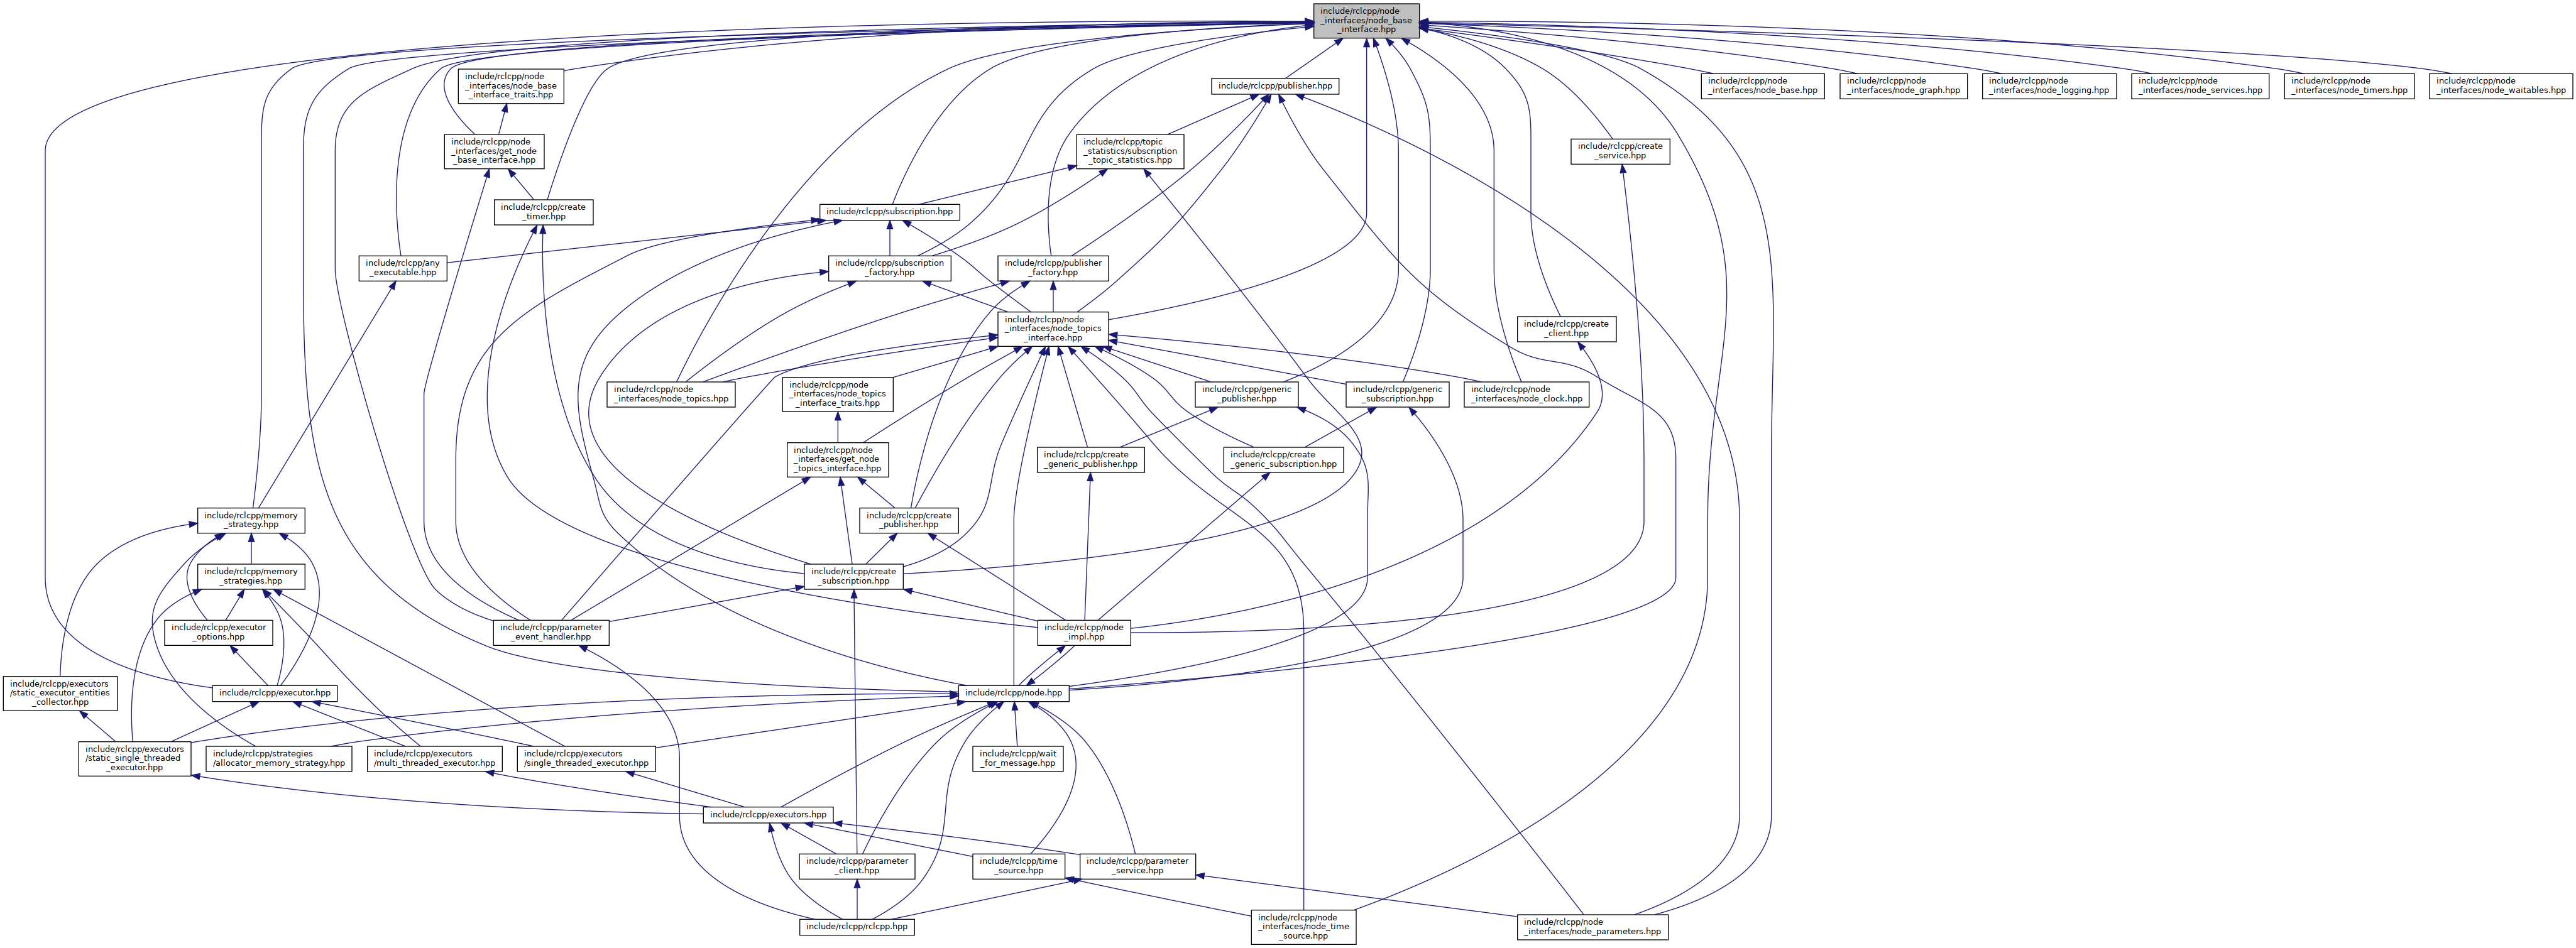 include/rclcpp/node
_interfaces/node_base
_interface.hpp
include/rclcpp/node
_interfaces/node_base
_interface_traits.hpp
include/rclcpp/publisher.hpp
include/rclcpp/node
_interfaces/node_base.hpp
include/rclcpp/node
_interfaces/node_graph.hpp
include/rclcpp/node
_interfaces/node_logging.hpp
include/rclcpp/node
_interfaces/node_services.hpp
include/rclcpp/node
_interfaces/node_timers.hpp
include/rclcpp/node
_interfaces/node_waitables.hpp
include/rclcpp/node
_interfaces/get_node
_base_interface.hpp
include/rclcpp/topic
_statistics/subscription
_topic_statistics.hpp
include/rclcpp/create
_service.hpp
include/rclcpp/create
_timer.hpp
include/rclcpp/subscription.hpp
include/rclcpp/any
_executable.hpp
include/rclcpp/subscription
_factory.hpp
include/rclcpp/publisher
_factory.hpp
include/rclcpp/node
_interfaces/node_topics
_interface.hpp
include/rclcpp/create
_client.hpp
include/rclcpp/node
_interfaces/node_topics.hpp
include/rclcpp/node
_interfaces/node_topics
_interface_traits.hpp
include/rclcpp/generic
_publisher.hpp
include/rclcpp/generic
_subscription.hpp
include/rclcpp/node
_interfaces/node_clock.hpp
include/rclcpp/node
_interfaces/get_node
_topics_interface.hpp
include/rclcpp/create
_generic_publisher.hpp
include/rclcpp/create
_generic_subscription.hpp
include/rclcpp/memory
_strategy.hpp
include/rclcpp/create
_publisher.hpp
include/rclcpp/memory
_strategies.hpp
include/rclcpp/create
_subscription.hpp
include/rclcpp/executor
_options.hpp
include/rclcpp/parameter
_event_handler.hpp
include/rclcpp/node
_impl.hpp
include/rclcpp/executors
/static_executor_entities
_collector.hpp
include/rclcpp/executor.hpp
include/rclcpp/node.hpp
include/rclcpp/executors
/static_single_threaded
_executor.hpp
include/rclcpp/strategies
/allocator_memory_strategy.hpp
include/rclcpp/executors
/multi_threaded_executor.hpp
include/rclcpp/executors
/single_threaded_executor.hpp
include/rclcpp/wait
_for_message.hpp
include/rclcpp/executors.hpp
include/rclcpp/parameter
_client.hpp
include/rclcpp/time
_source.hpp
include/rclcpp/parameter
_service.hpp
include/rclcpp/rclcpp.hpp
include/rclcpp/node
_interfaces/node_time
_source.hpp
include/rclcpp/node
_interfaces/node_parameters.hpp